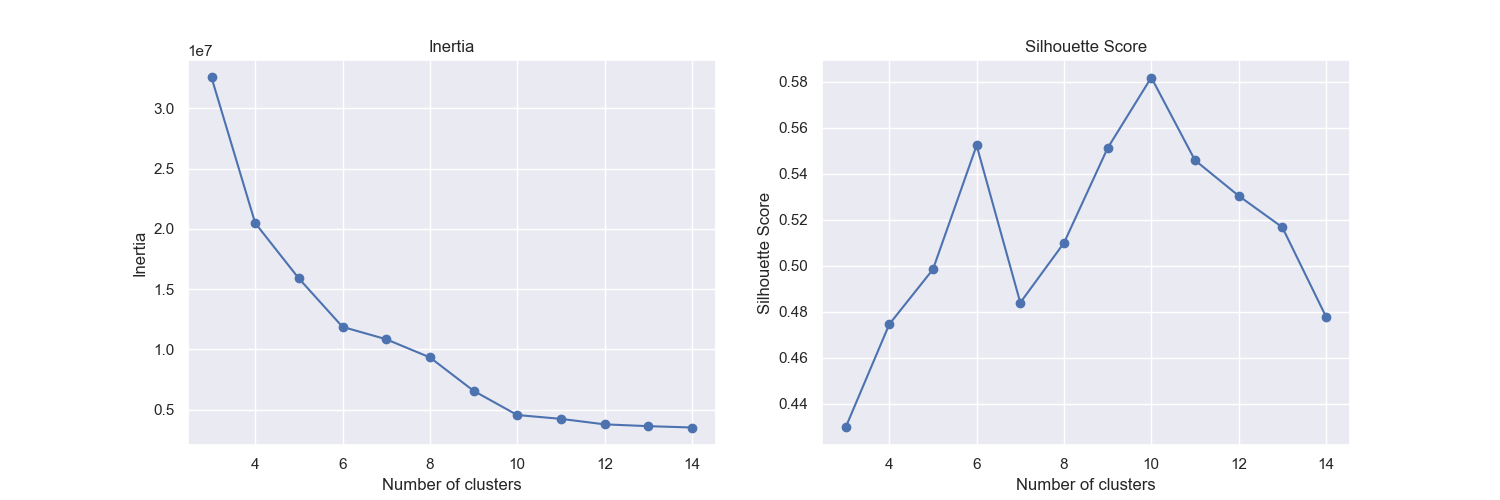 Inertia
1e7
3.0
2.5
2.0
1.5
1.0
0.5
Inertia
4 6 8 10 12 14
Number of clusters
Silhouette Score
0.58
0.56
0.54
0.52
0.50
0.48
0.46
0.44
Silhouette Score
4 6 8 10 12 14
Number of clusters